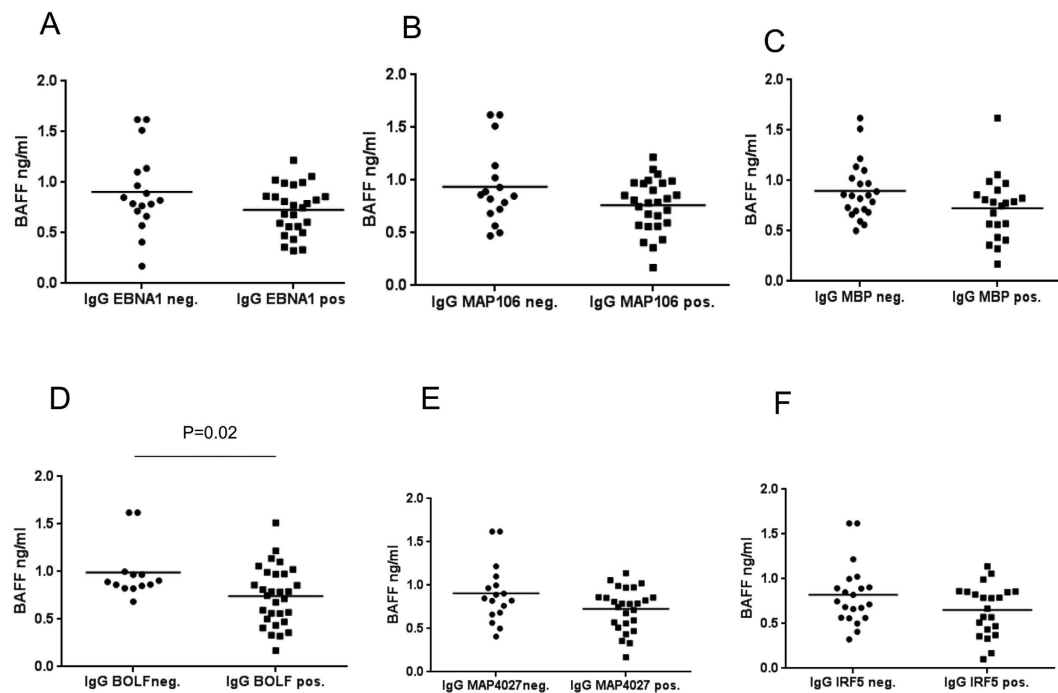 A
BAFF ng/ml
2.0
1.5
1.0
0.5
0.0
IgG EBNA1 neg. IgG EBNA1 pos
B
BAFF ng/ml
2.0
1.5
1.0
0.5
0.0
IgG MAP106 neg. IgG MAP106 pos.
C
BAFF ng/ml
2.0
1.5
1.0
0.5
0.0
IgG MBP neg. IgG MBP pos.
D
P=0.02
BAFF ng/ml
2.0
1.5
1.0
0.5
0.0
IgG BOLFneg. IgG BOLF pos.
E
BAFF ng/ml
2.0
1.5
1.0
0.5
0.0
IgG MAP4027neg. IgG MAP4027 pos.
F
BAFF ng/ml
2.0
1.5
1.0
0.5
0.0
IgG IRF5 neg. IgG IRF5 pos.